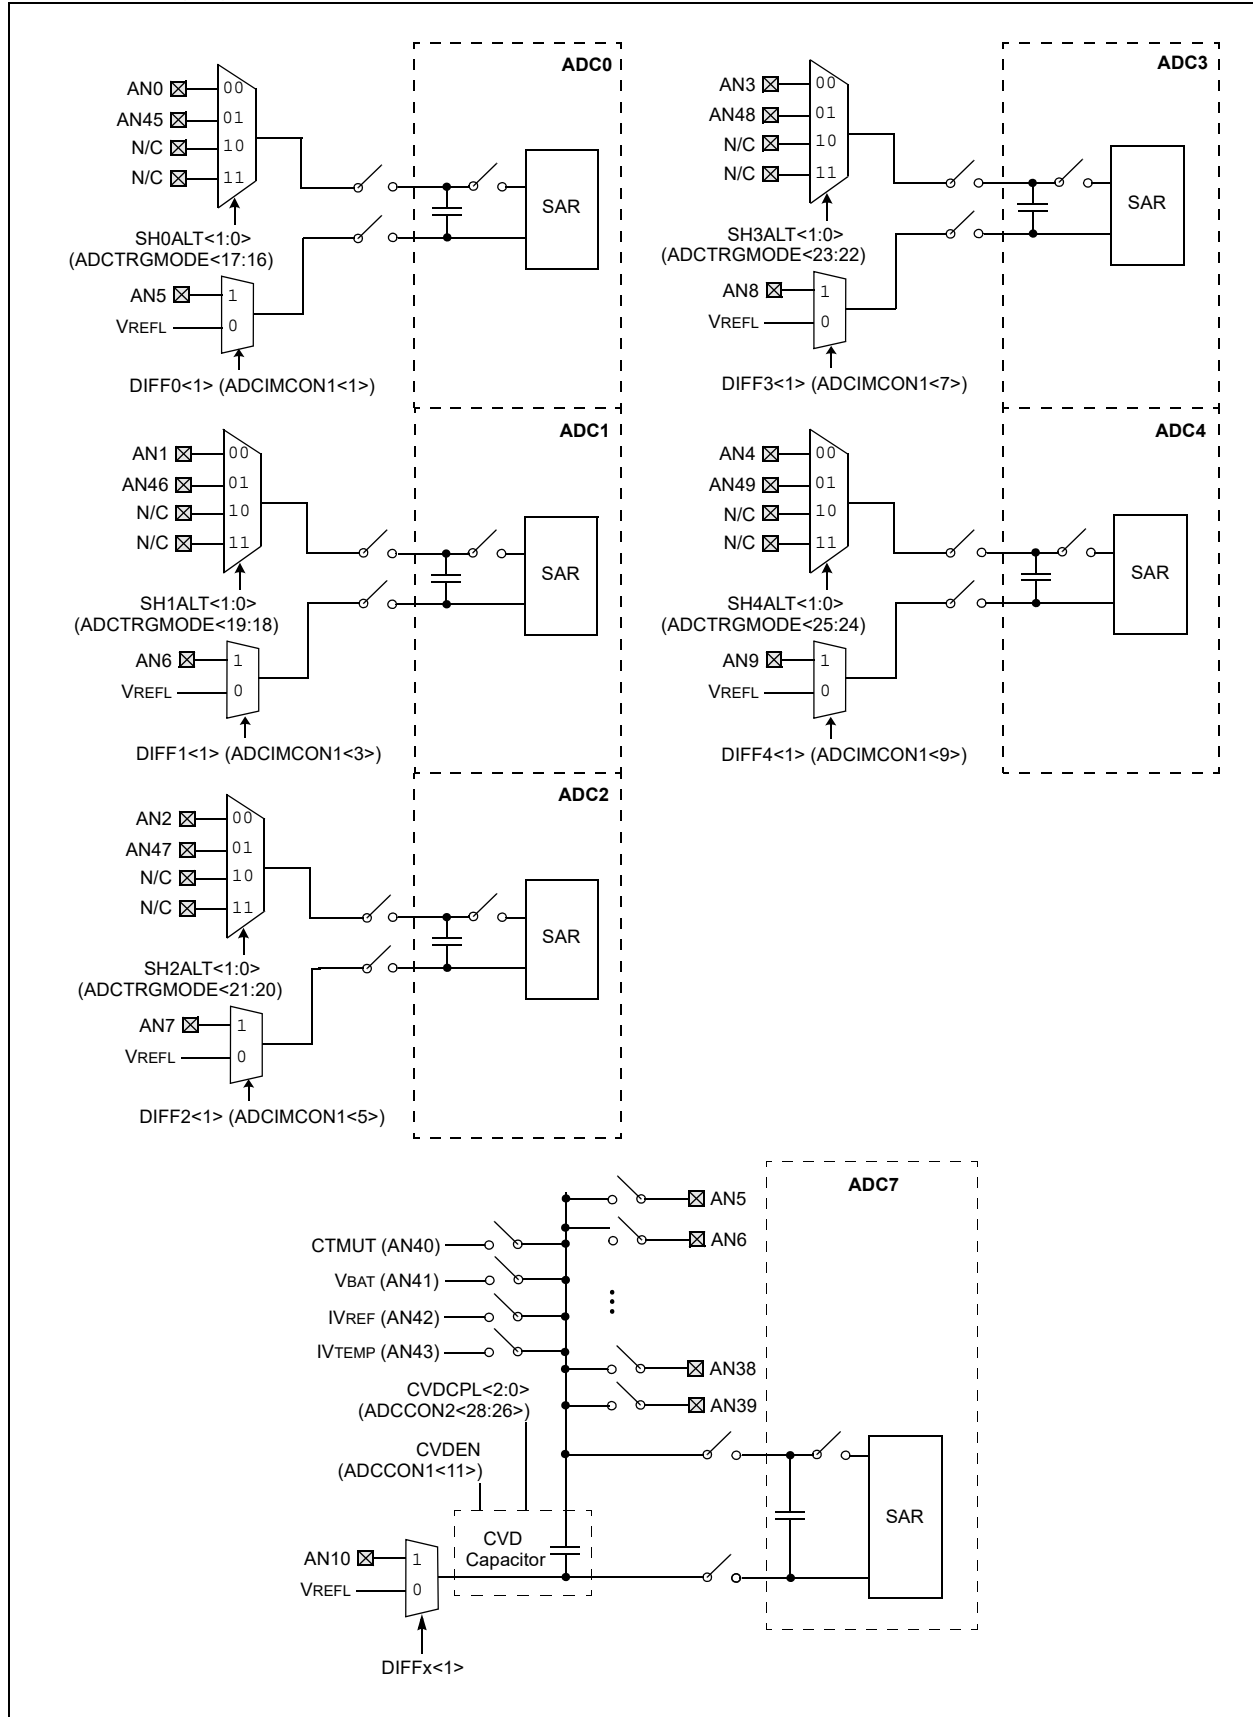 ADC0
AN0
00
AN45
01
N/C
10
N/C
11
SAR
SH0ALT<1:0>
(ADCTRGMODE<17:16)
AN5
1
VREFL
0
DIFF0<1> (ADCIMCON1<1>)
ADC3
AN3
00
AN48
01
N/C
10
N/C
11
SAR
SH3ALT<1:0>
(ADCTRGMODE<23:22)
AN8
1
VREFL
0
DIFF3<1> (ADCIMCON1<7>)
ADC1
AN1
00
AN46
01
N/C
10
N/C
11
SAR
SH1ALT<1:0>
(ADCTRGMODE<19:18)
AN6
1
VREFL
0
DIFF1<1> (ADCIMCON1<3>)
ADC4
AN4
00
AN49
01
N/C
10
N/C
11
SAR
SH4ALT<1:0>
(ADCTRGMODE<25:24)
AN9
1
VREFL
0
DIFF4<1> (ADCIMCON1<9>)
ADC2
AN2
00
AN47
01
N/C
10
N/C
11
SAR
SH2ALT<1:0>
(ADCTRGMODE<21:20)
AN7
1
VREFL
0
DIFF2<1> (ADCIMCON1<5>)
ADC7
AN5
AN6
CTMUT (AN40)
VBAT (AN41)
IVREF (AN42)
IVTEMP (AN43)
AN38
AN39
CVDCPL<2:0>
(ADCCON2<28:26>)
CVDEN
(ADCCON1<11>)
SAR
CVD
Capacitor
AN10
1
VREFL
0
DIFFx<1>